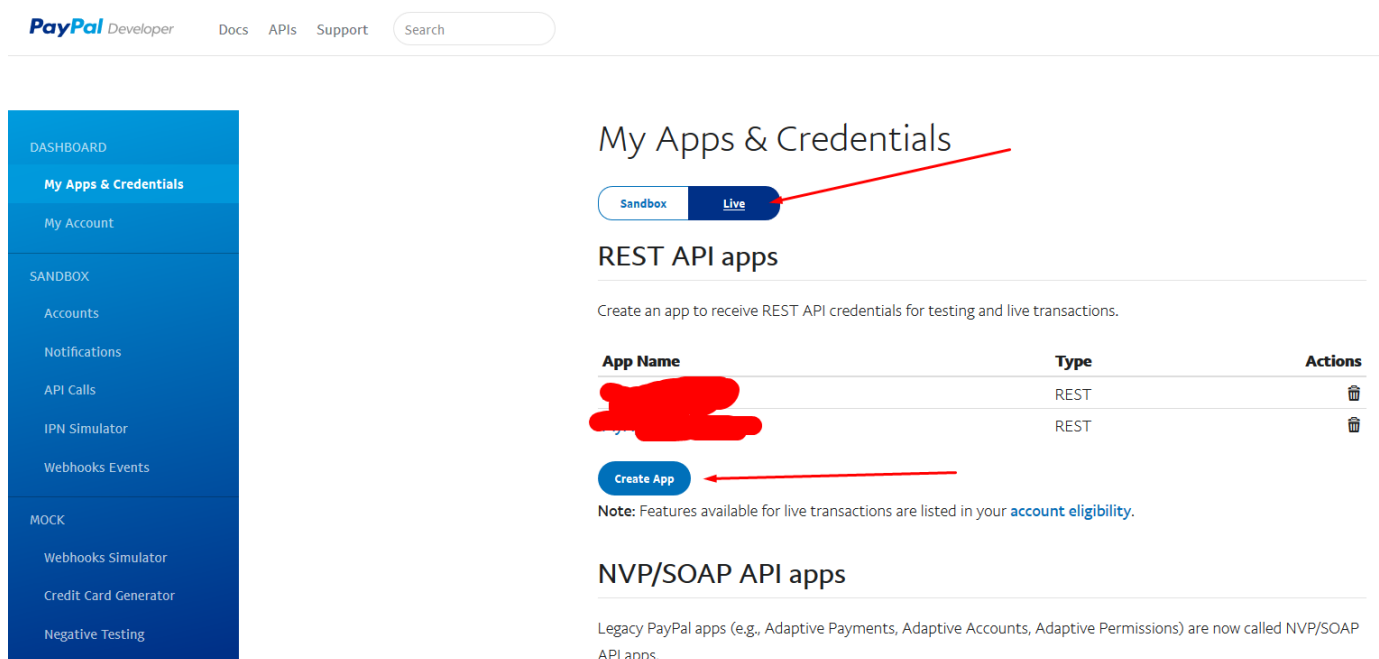 PayPal Developer Docs APIs Support Search
DASHBOARD
My Apps & Credentials
My Account
SANDBOX
Accounts
Notifications
API Calls
IPN Simulator
Webhooks Events
MOCK
Webhooks Simulator
Credit Card Generator
Negative Testing
My Apps & Credentials
Sandbox Live
REST API apps
Create an app to receive REST API credentials for testing and live transactions.
App Name Type Actions
REST
REST
Create App
Note: Features available for live transactions are listed in your account eligibility.
NVP/SOAP API apps
Legacy PayPal apps (e.g., Adaptive Payments, Adaptive Accounts, Adaptive Permissions) are now called NVP/SOAP
API apps.